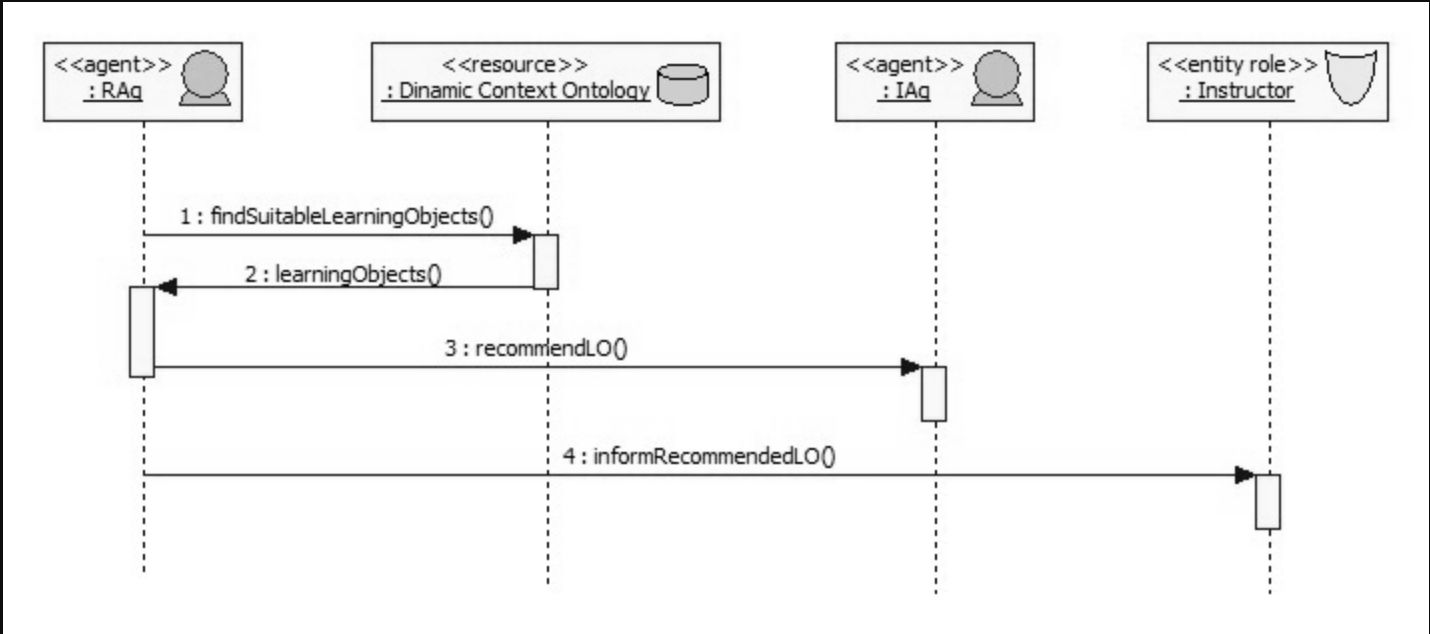 <<agent>>
: RAg
<<resource>>
: Dinamic Context Ontology
<<agent>>
: IAg
<<entity role>>
: Instructor
1 : findSuitableLearningObjects()
2 : learningObjects()
3 : recommendLO()
4 : informRecommendedLO()